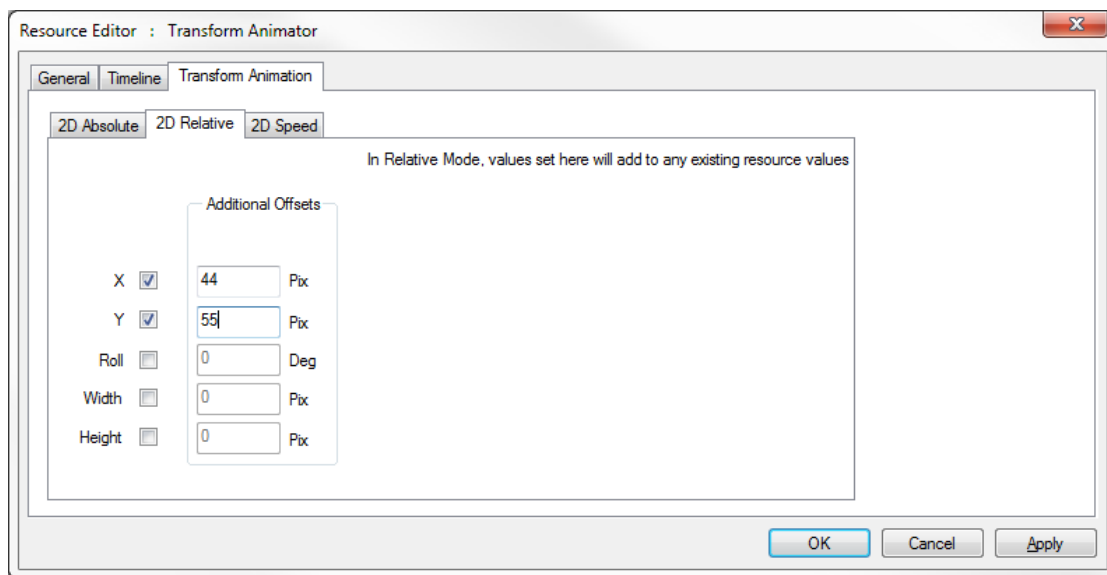 Resource Editor : Transform Animator
General Timeline Transform Animation
2D Absolute 2D Relative 2D Speed
In Relative Mode, values set here will add to any existing resource values
Additional Offsets
X 44 Pix
Y 55 Pix
Roll 0 Deg
Width 0 Pix
Height 0 Pix
OK Cancel Apply